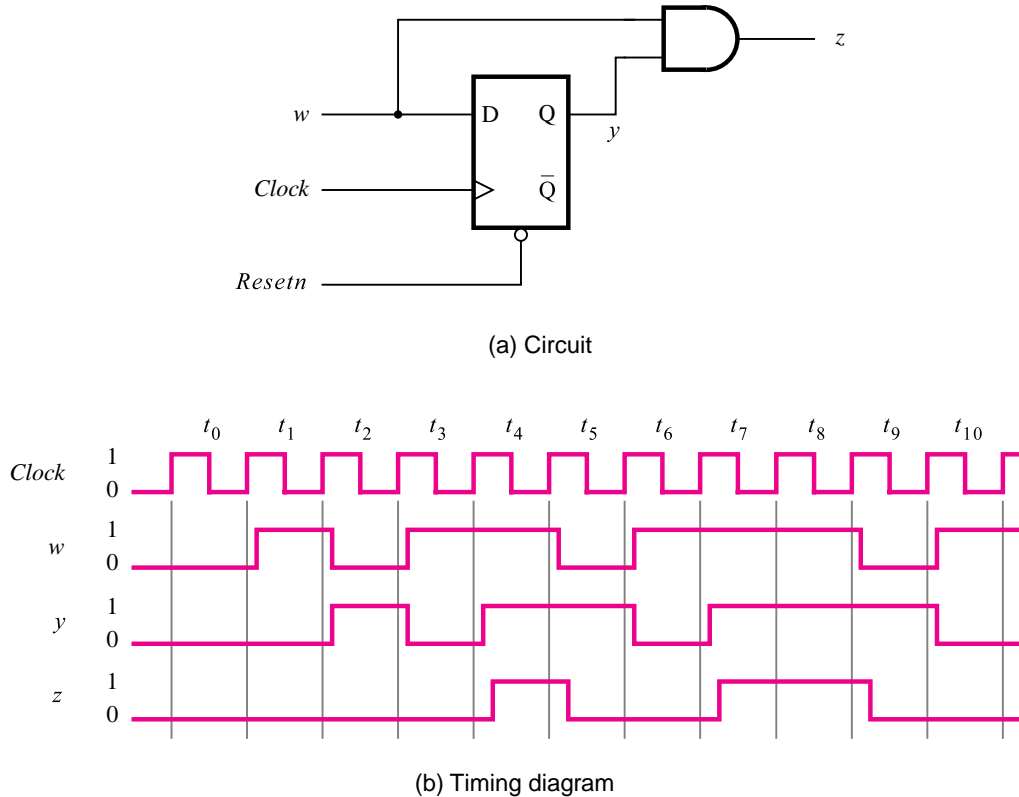 z
w
D Q
y
Clock
Q̅
Resetn
(a) Circuit
t0 t1 t2 t3 t4 t5 t6 t7 t8 t9 t10
Clock
1
0
w
1
0
y
1
0
z
1
0
(b) Timing diagram